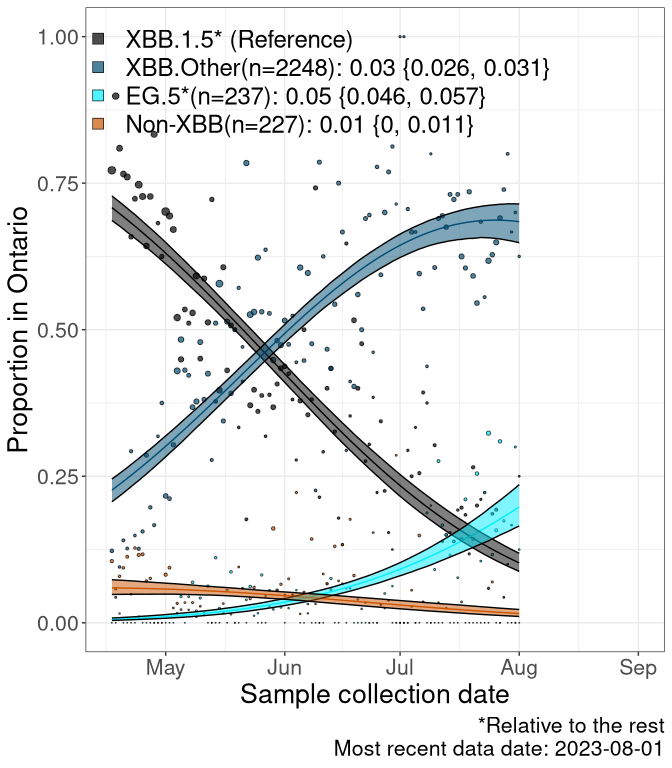 1.00
0.75
0.50
0.25
0.00
Proportion in Ontario
XBB.1.5* (Reference)
XBB.Other(n=2248): 0.03 {0.026, 0.031}
EG.5*(n=237): 0.05 {0.046, 0.057}
Non-XBB(n=227): 0.01 {0, 0.011}
May Jun Jul Aug Sep
Sample collection date
*Relative to the rest
Most recent data date: 2023-08-01